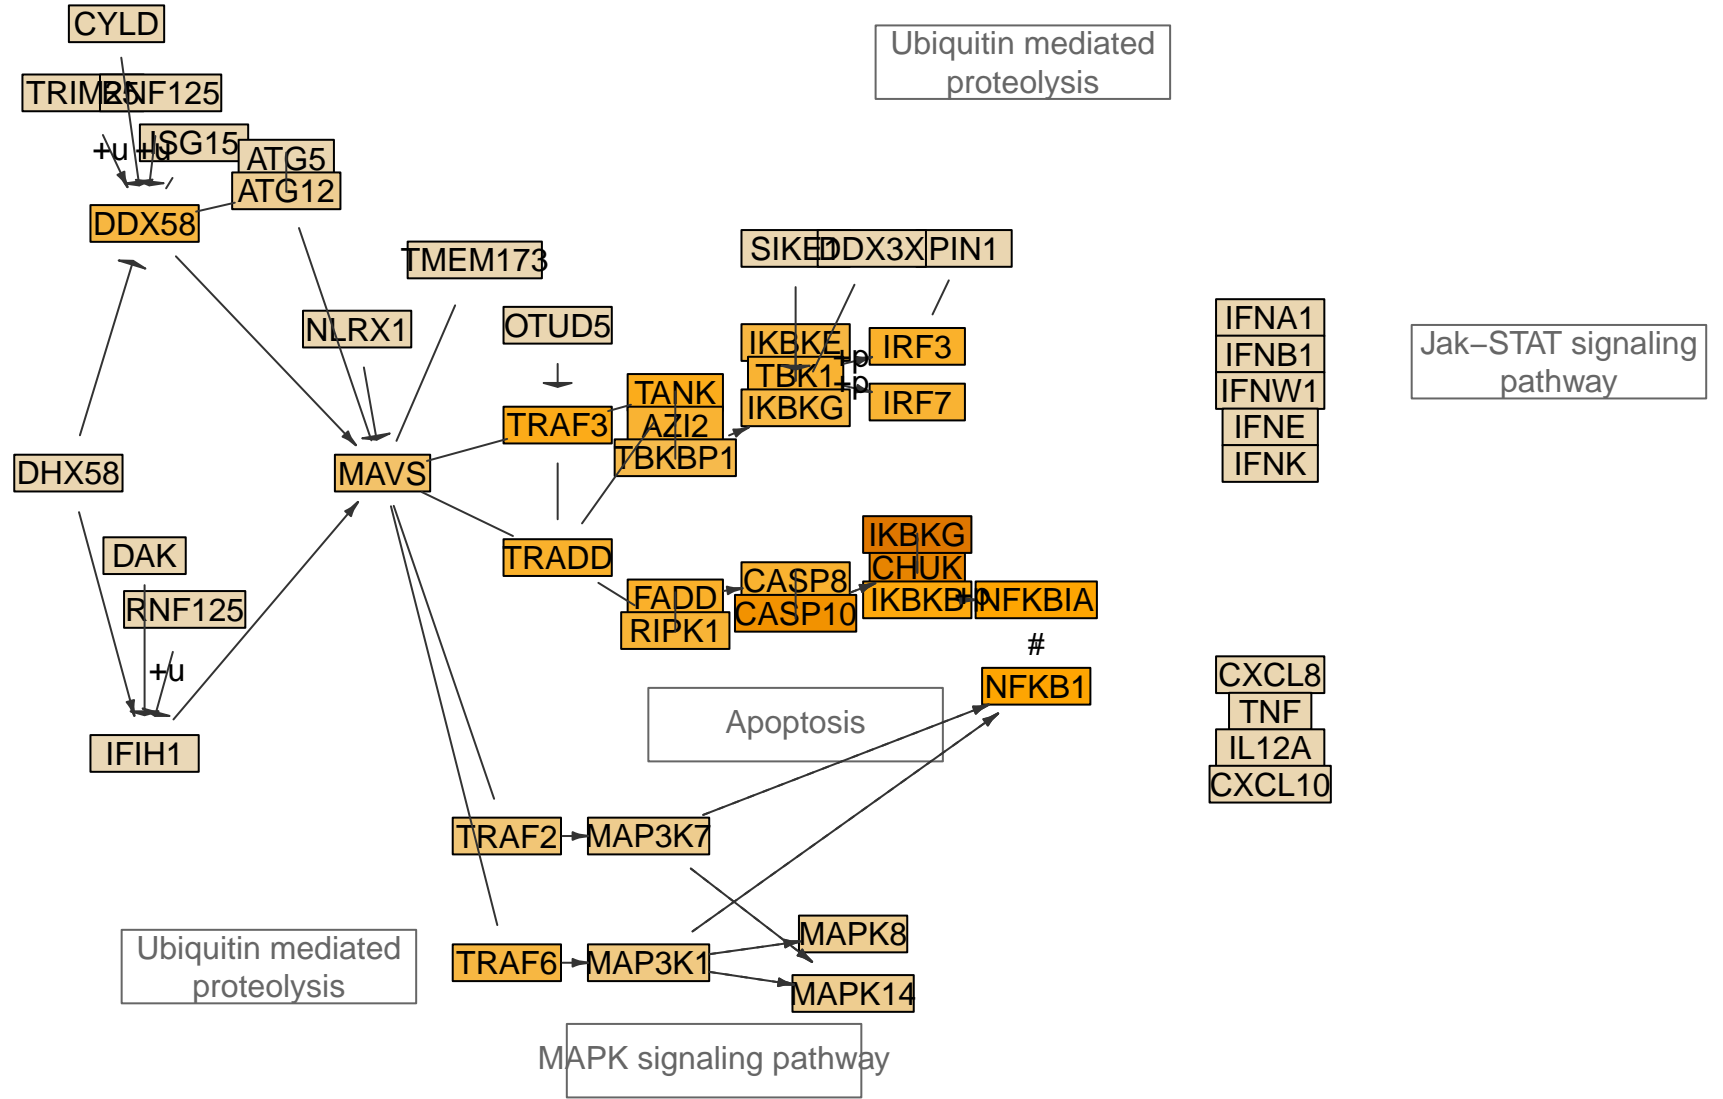 CYLD
Ubiquitin mediated
proteolysis
TRIM25
RNF125
ISG15
+u
+u
ATG5
ATG12
DDX58
TMEM173
SIKE1
DDX3X
PIN1
NLRX1
OTUD5
IKBKE
TBK1
IKBKG
+p
+p
IRF3
IRF7
IFNA1
IFNB1
IFNW1
IFNE
IFNK
Jak−STAT signaling
pathway
TANK
AZI2
TBKBP1
TRAF3
DHX58
MAVS
DAK
RNF125
+u
IFIH1
TRADD
FADD
RIPK1
CASP8
CASP10
IKBKG
CHUK
IKBKB
+p
NFKBIA
#
NFKB1
Apoptosis
CXCL8
TNF
IL12A
CXCL10
TRAF2
MAP3K7
TRAF6
MAP3K1
MAPK8
MAPK14
Ubiquitin mediated
proteolysis
MAPK signaling pathway